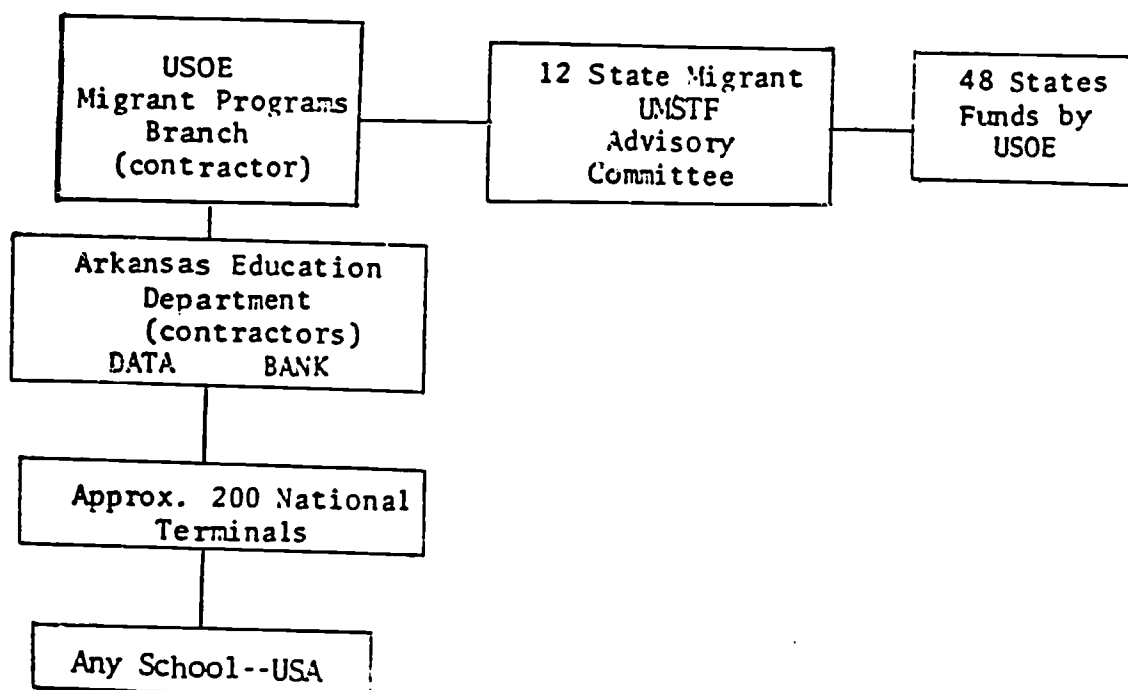 USOE
Migrant Programs
Branch
(contractor)
12 State Migrant
UMSTF
Advisory
Committee
48 States
Funds by
USOE
Arkansas Education
Department
(contractors)
DATA BANK
Approx. 200 National
Terminals
Any School--USA